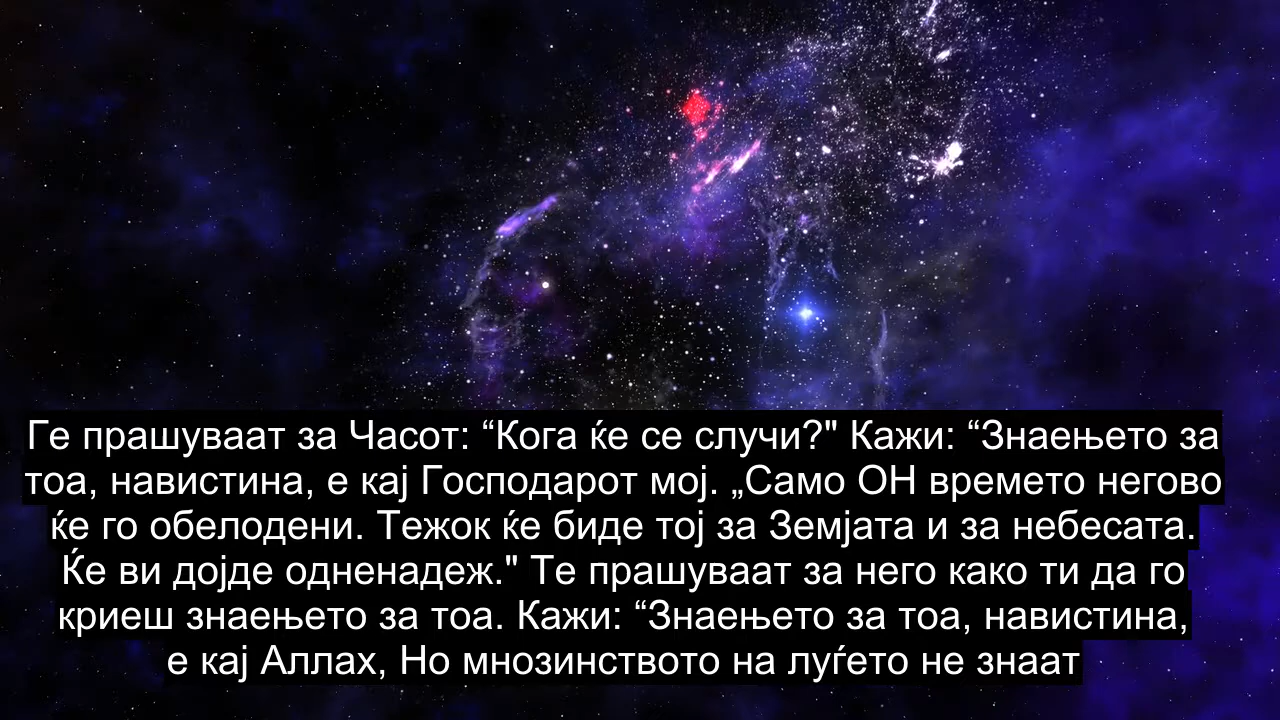 Ге прашуваат за Часот: “Кога ќе се случи?" Кажи: “Знаењето за
тоа, навистина, е кај Господарот мој. „Само ОН времето негово
ќе го обелодени. Тежок ќе биде тој за Земјата и за небесата.
Ќе ви дојде одненадеж." Те прашуваат за него како ти да го
криеш знаењето за тоа. Кажи: “Знаењето за тоа, навистина,
е кај Аллах, Но мнозинството на луѓето не знаат